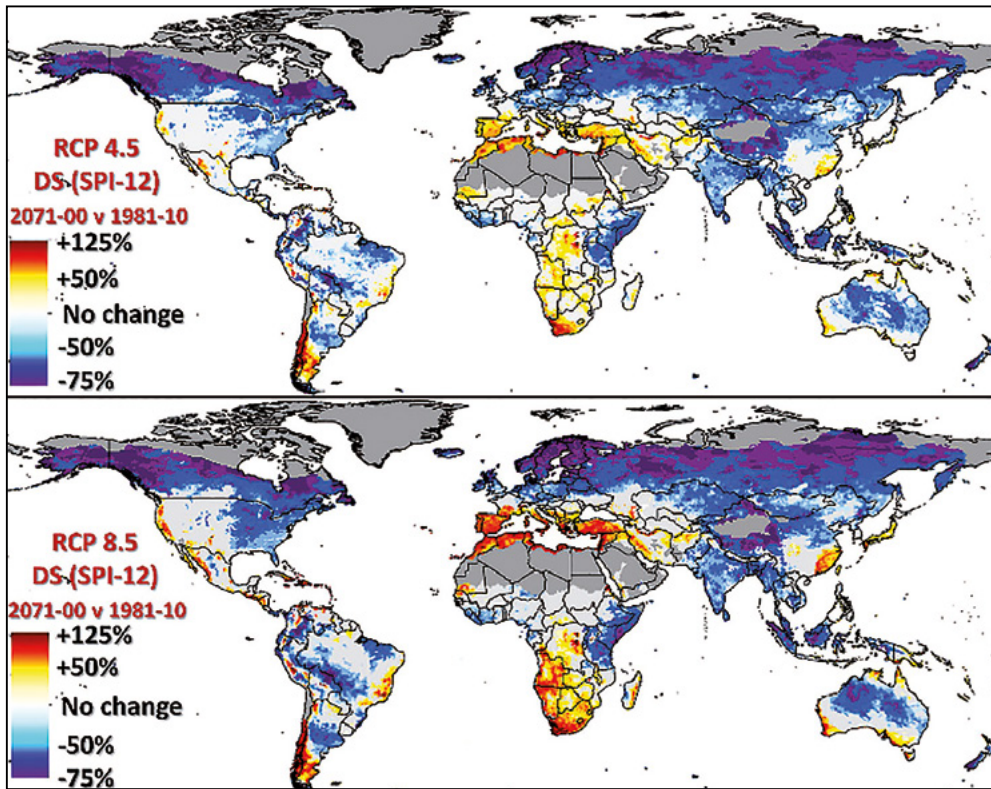 RCP 4.5
DS (SPI-12)
2071-00 v 1981-10
+125%
+50%
No change
-50%
-75%
RCP 8.5
DS (SPI-12)
2071-00 v 1981-10
+125%
+50%
No change
-50%
-75%